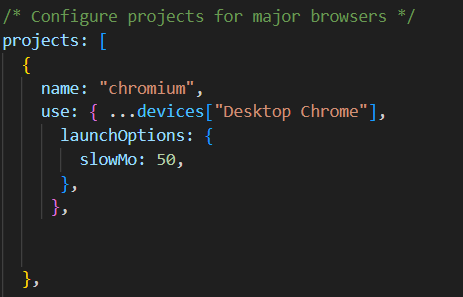 /* Configure projects for major browsers */
projects: [
{
name: "chromium",
use: { ...devices["Desktop Chrome"],
launchOptions: {
slowMo: 50,
},
},
},